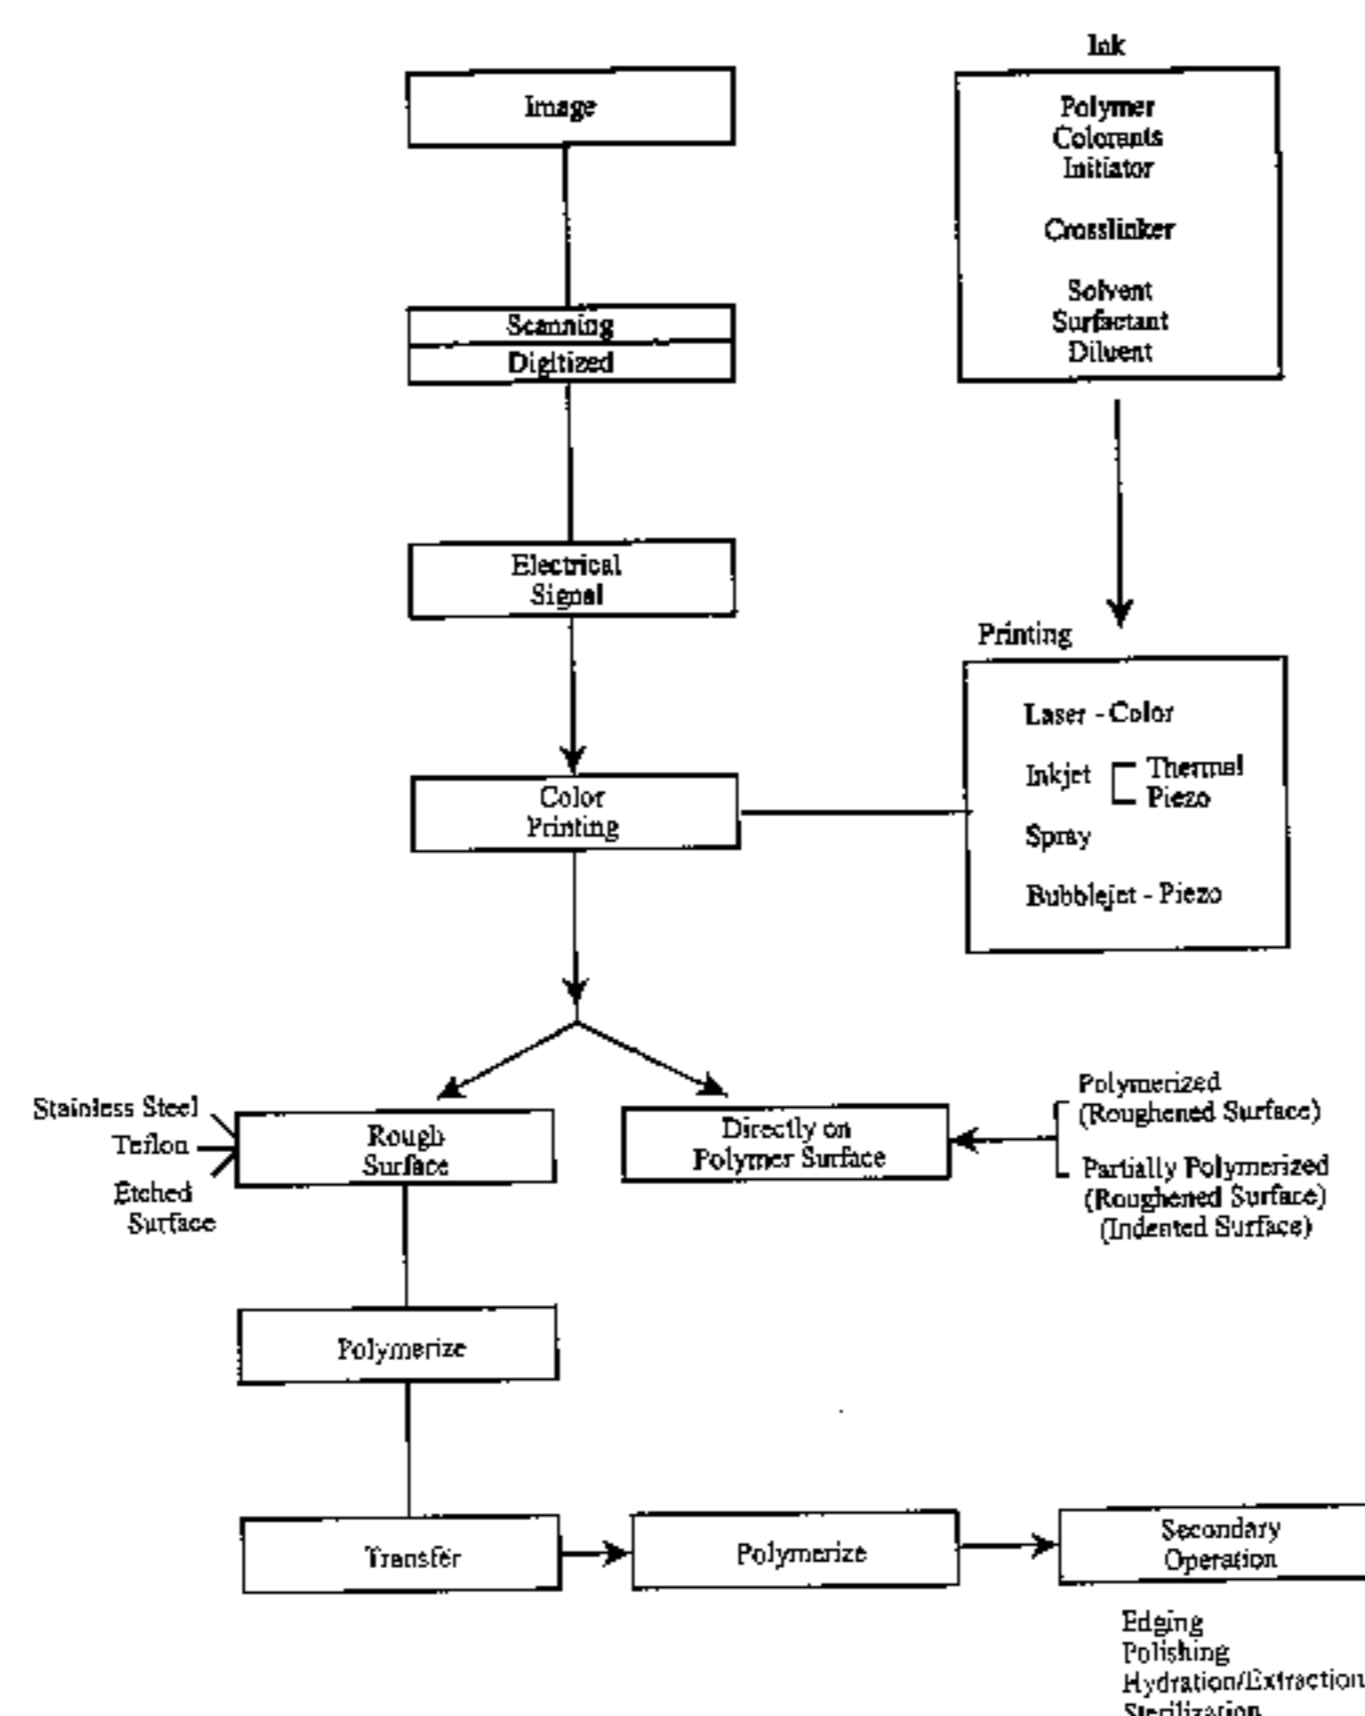 Ink
Image
Polymer
Colorants
Initiator
Crosslinker
Solvent
Surfactant
Diluent
Scanning
Digitized
Electrical
Signal
Printing
Laser - Color
Inkjet
Thermal
Piezo
Spray
Bubblejet - Piezo
Color
Printing
Stainless Steel
Teflon
Etched
Surface
Rough
Surface
Directly on
Polymer Surface
Polymerized
(Roughened Surface)
Partially Polymerized
(Roughened Surface)
(Indented Surface)
Polymerize
Transfer
Polymerize
Secondary
Operation
Edging
Polishing
Hydration/Extraction
Sterilization